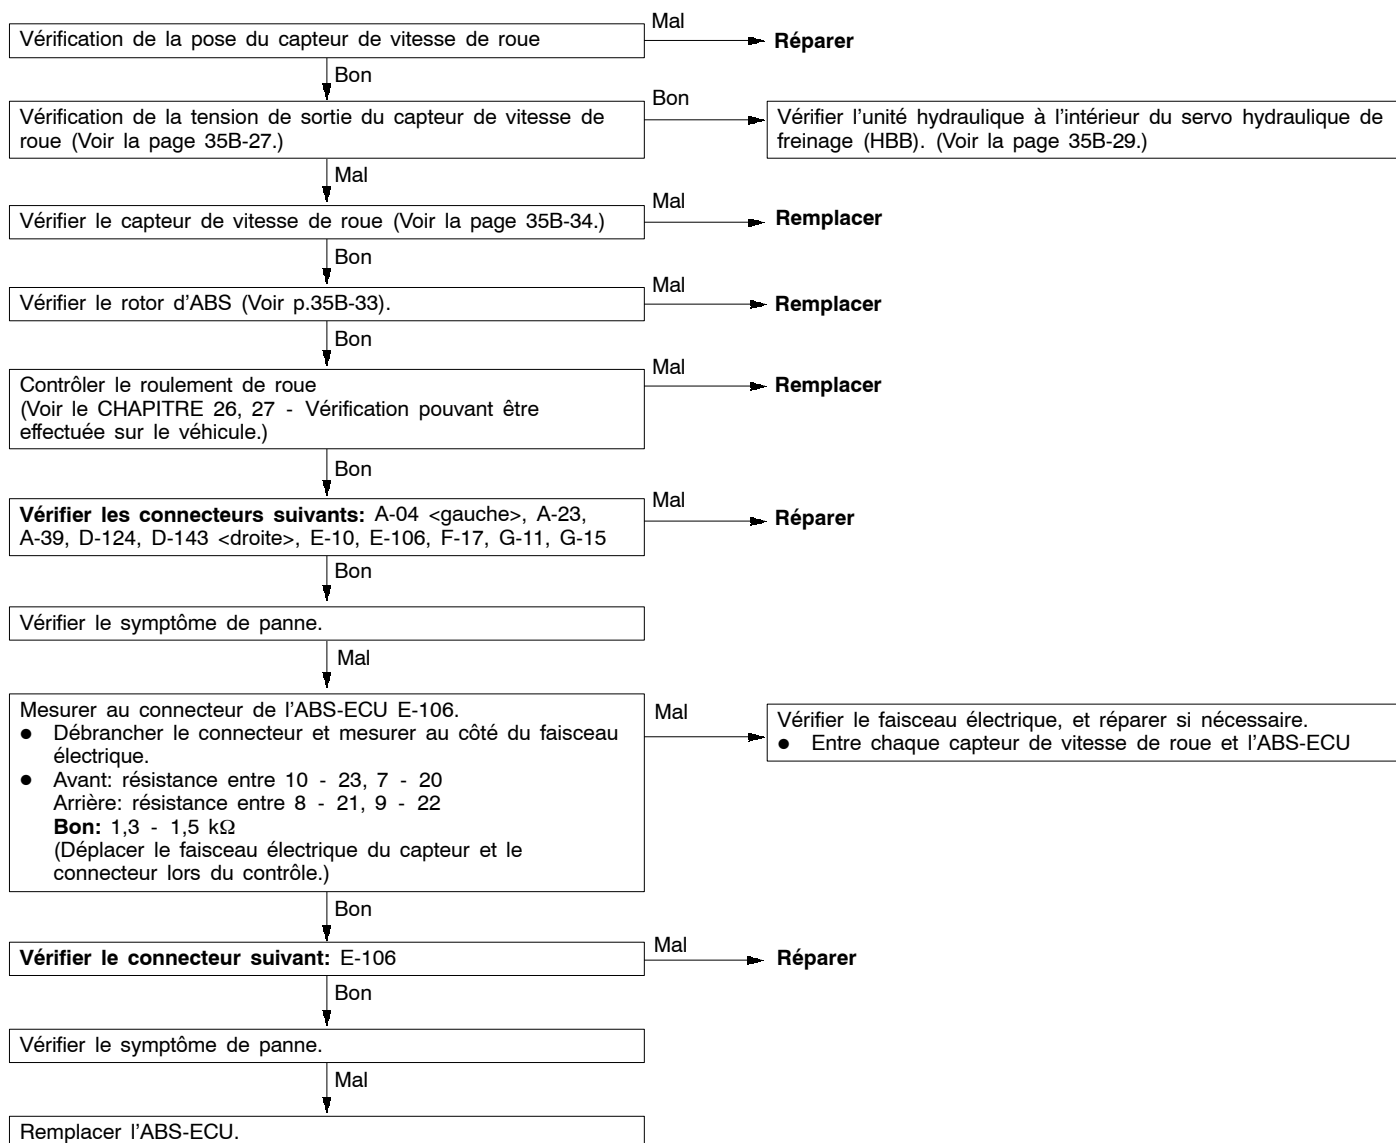 Vérification de la pose du capteur de vitesse de roue
Mal
Réparer
Bon
Vérification de la tension de sortie du capteur de vitesse de
roue (Voir la page 35B-27.)
Bon
Vérifier l'unité hydraulique à l'intérieur du servo hydraulique de
freinage (HBB). (Voir la page 35B-29.)
Mal
Vérifier le capteur de vitesse de roue (Voir la page 35B-34.)
Mal
Remplacer
Bon
Vérifier le rotor d'ABS (Voir p.35B-33).
Mal
Remplacer
Bon
Contrôler le roulement de roue
(Voir le CHAPITRE 26, 27 - Vérification pouvant être
effectuée sur le véhicule.)
Mal
Remplacer
Bon
Vérifier les connecteurs suivants: A-04 <gauche>, A-23,
A-39, D-124, D-143 <droite>, E-10, E-106, F-17, G-11, G-15
Mal
Réparer
Bon
Vérifier le symptôme de panne.
Mal
Mesurer au connecteur de l'ABS-ECU E-106.
● Débrancher le connecteur et mesurer au côté du faisceau
électrique.
● Avant: résistance entre 10 - 23, 7 - 20
Arrière: résistance entre 8 - 21, 9 - 22
Bon: 1,3 - 1,5 kΩ
(Déplacer le faisceau électrique du capteur et le
connecteur lors du contrôle.)
Mal
Vérifier le faisceau électrique, et réparer si nécessaire.
● Entre chaque capteur de vitesse de roue et l'ABS-ECU
Bon
Vérifier le connecteur suivant: E-106
Mal
Réparer
Bon
Vérifier le symptôme de panne.
Mal
Remplacer l'ABS-ECU.